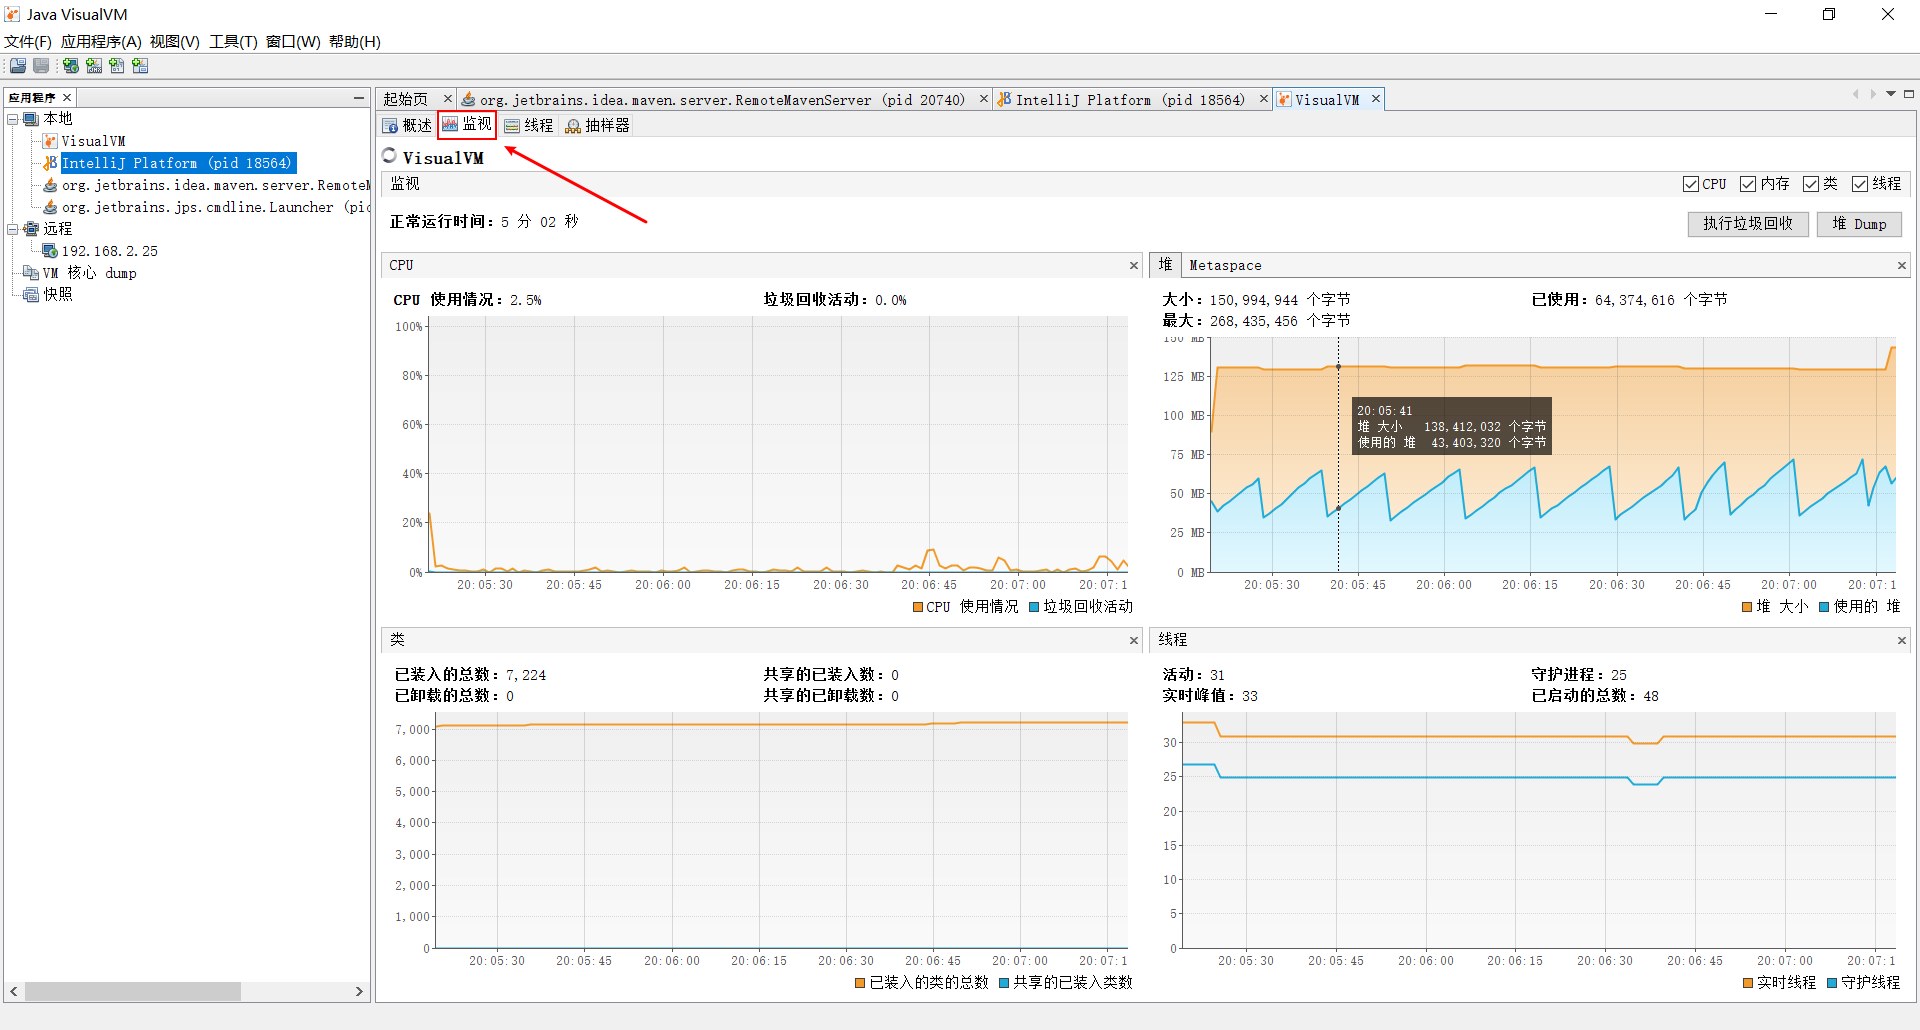 Java VisualVM
文件(F) 应用程序(A) 视图(V) 工具(T) 窗口(W) 帮助(H)
应用程序
本地
VisualVM
IntelliJ Platform (pid 18564)
org.jetbrains.idea.maven.server.RemoteM
org.jetbrains.jps.cmdline.Launcher (pid
远程
192.168.2.25
VM 核心 dump
快照
起始页 org.jetbrains.idea.maven.server.RemoteMavenServer (pid 20740) IntelliJ Platform (pid 18564) VisualVM
概述 监视 线程 抽样器
VisualVM
监视 CPU 内存 类 线程
正常运行时间: 5 分 02 秒 执行垃圾回收 堆 Dump
CPU
CPU 使用情况: 2.5% 垃圾回收活动: 0.0%
100%
80%
60%
40%
20%
0%
20:05:30 20:05:45 20:06:00 20:06:15 20:06:30 20:06:45 20:07:00 20:07:1
CPU 使用情况 垃圾回收活动
堆 Metaspace
大小: 150,994,944 个字节 已使用: 64,374,616 个字节
最大: 268,435,456 个字节
150 MB
125 MB
100 MB
75 MB
50 MB
25 MB
0 MB
20:05:41
堆 大小 138,412,032 个字节
使用的 堆 43,403,320 个字节
20:05:30 20:05:45 20:06:00 20:06:15 20:06:30 20:06:45 20:07:00 20:07:1
堆 大小 使用的 堆
类
已装入的总数: 7,224 共享的已装入数: 0
已卸载的总数: 0 共享的已卸载数: 0
7,000
6,000
5,000
4,000
3,000
2,000
1,000
0
20:05:30 20:05:45 20:06:00 20:06:15 20:06:30 20:06:45 20:07:00 20:07:1
已装入的类的总数 共享的已装入类数
线程
活动: 31 守护进程: 25
实时峰值: 33 已启动的总数: 48
30
25
20
15
10
5
0
20:05:30 20:05:45 20:06:00 20:06:15 20:06:30 20:06:45 20:07:00 20:07:1
实时线程 守护线程